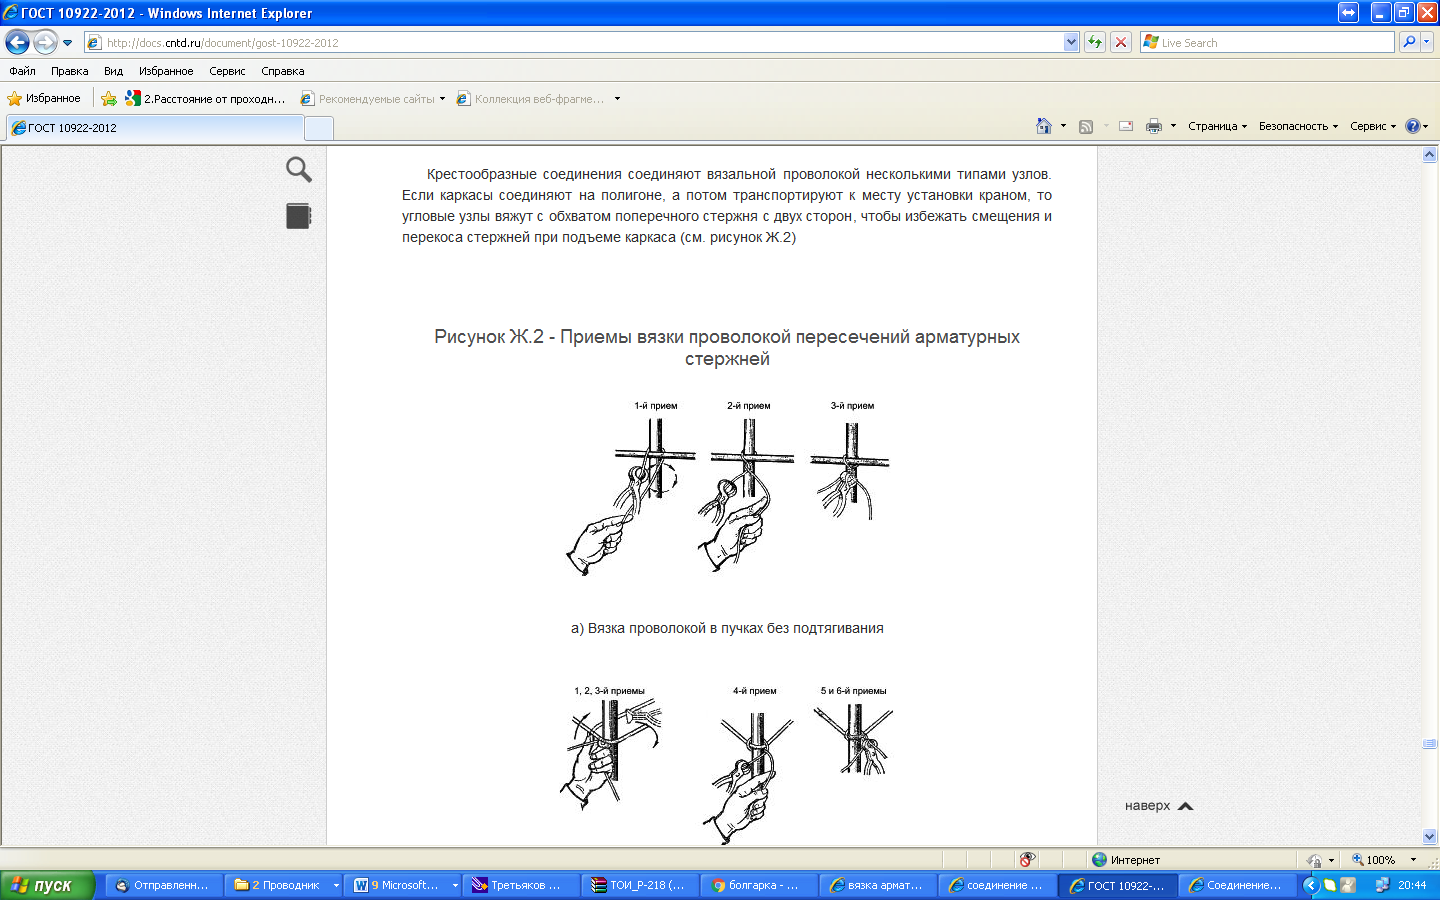 ГОСТ 10922-2012 - Windows Internet Explorer
http://docs.cntd.ru/document/gost-10922-2012
Live Search
Файл Правка Вид Избранное Сервис Справка
Избранное 2.Расстояние от проходн... Рекомендуемые сайты Коллекция веб-фрагме...
ГОСТ 10922-2012
Страница Безопасность Сервис
Крестообразные соединения соединяют вязальной проволокой несколькими типами узлов.
Если каркасы соединяют на полигоне, а потом транспортируют к месту установки краном, то
угловые узлы вяжут с обхватом поперечного стержня с двух сторон, чтобы избежать смещения и
перекоса стержней при подъеме каркаса (см. рисунок Ж.2)
Рисунок Ж.2 - Приемы вязки проволокой пересечений арматурных
стержней
1-й прием 2-й прием 3-й прием
а) Вязка проволокой в пучках без подтягивания
1, 2, 3-й приемы 4-й прием 5 и 6-й приемы
наверх
Интернет 100%
пуск Отправленн... 2 Проводник 9 Microsoft... Третьяков ... ТОИ_Р-218 (... болгарка - ... вязка армат... соединение ... ГОСТ 10922-... Соединение... 20:44